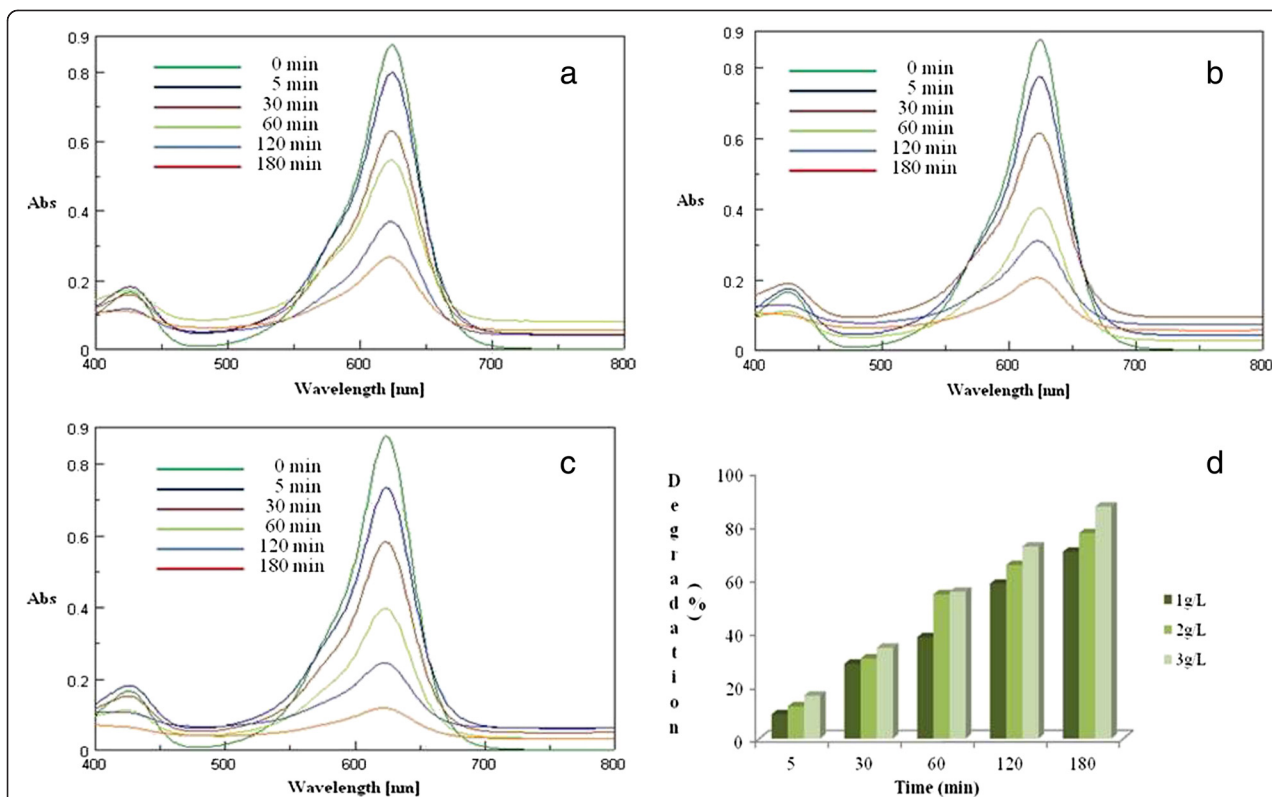 a
0.9
0.8
0.6
0.4
0.2
0
Abs
0 min
5 min
30 min
60 min
120 min
180 min
400 500 600 700 800
Wavelength [nm]
b
0.9
0.8
0.6
0.4
0.2
0
Abs
0 min
5 min
30 min
60 min
120 min
180 min
400 500 600 700 800
Wavelength [nm]
c
0.9
0.8
0.6
0.4
0.2
0
Abs
0 min
5 min
30 min
60 min
120 min
180 min
400 500 600 700 800
Wavelength [nm]
d
Degradation
(%)
100
80
60
40
20
0
5 30 60 120 180
Time (min)
1g/L
2g/L
3g/L